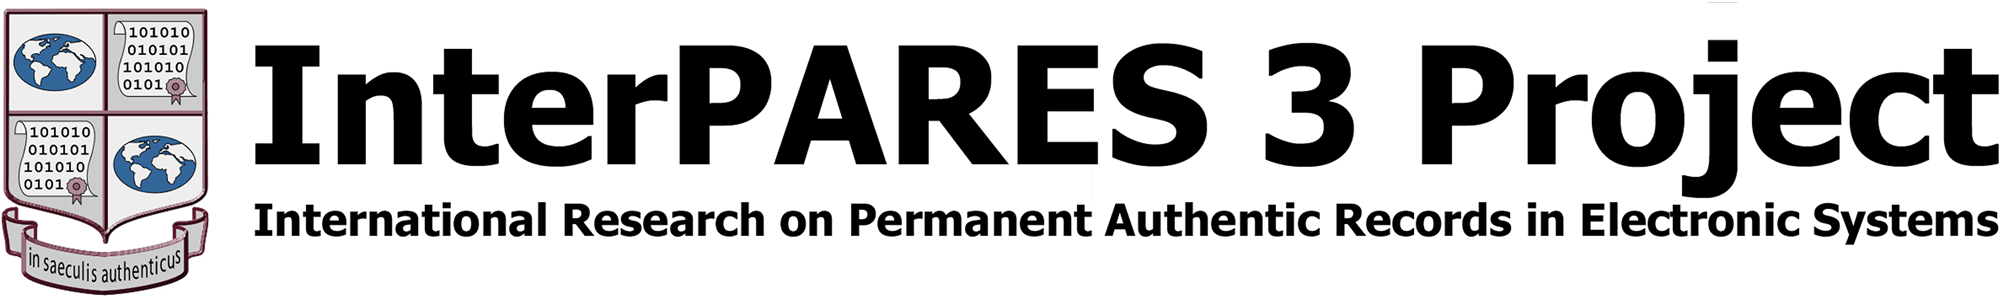 101010
010101
101010
0101
101010
010101
101010
0101
in saeculis authenticus
InterPARES 3 Project
International Research on Permanent Authentic Records in Electronic Systems